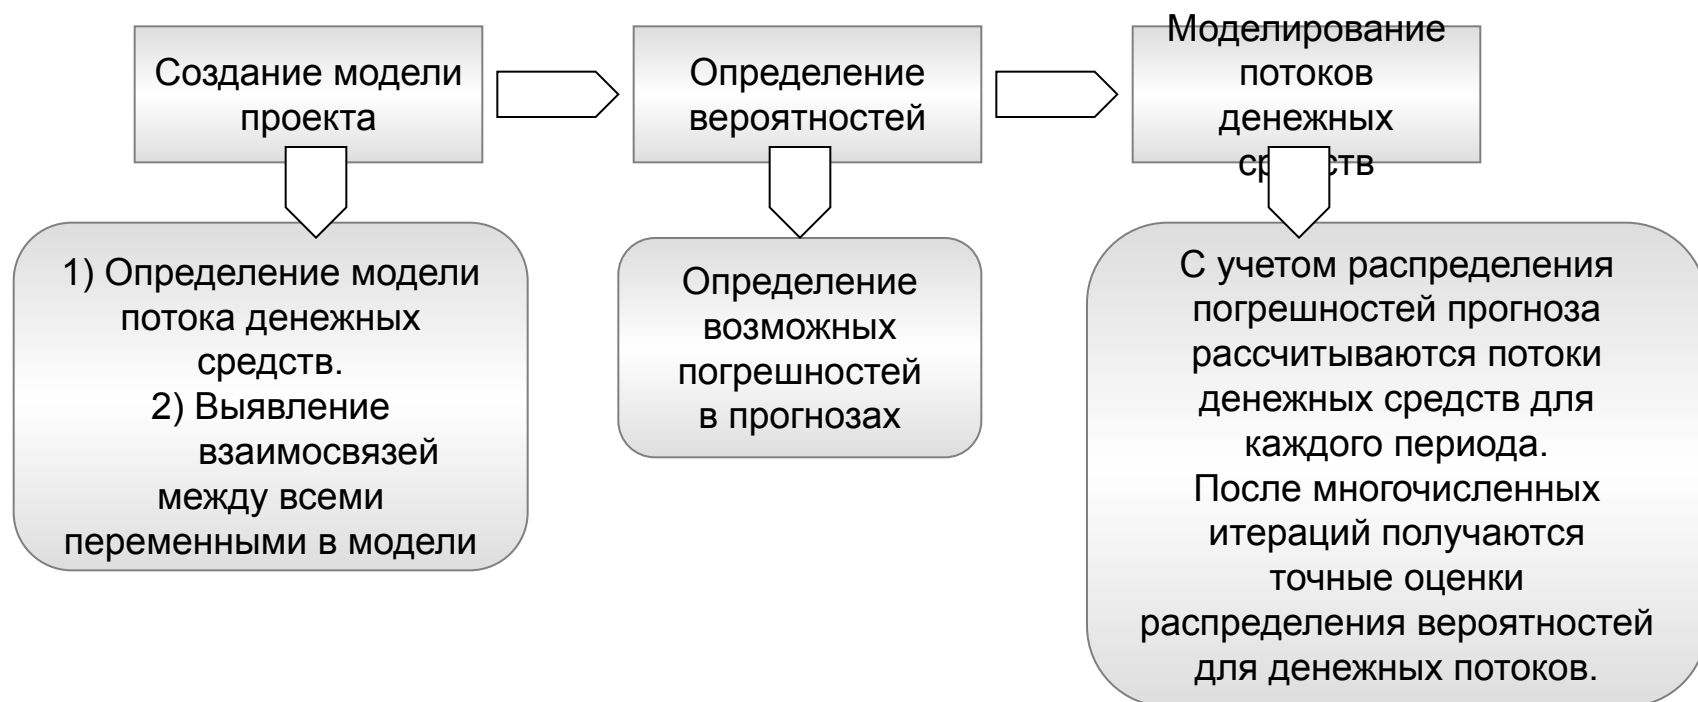 Создание модели
проекта
Определение
вероятностей
Моделирование
потоков
денежных
1) Определение модели
потока денежных
средств.
2) Выявление
взаимосвязей
между всеми
переменными в модели
Определение
возможных
погрешностей
в прогнозах
С учетом распределения
погрешностей прогноза
рассчитываются потоки
денежных средств для
каждого периода.
После многочисленных
итераций получаются
точные оценки
распределения вероятностей
для денежных потоков.